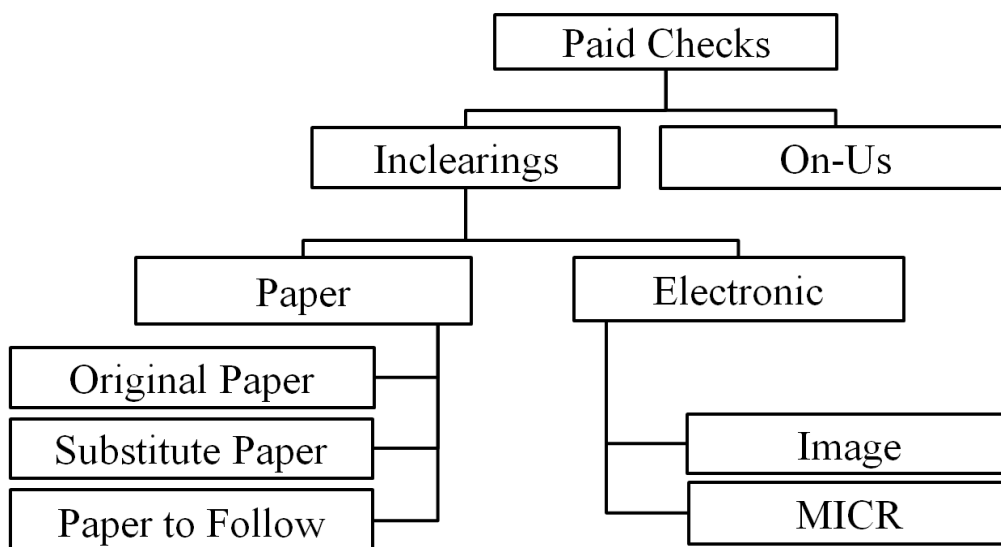 Paid Checks
Inclearings
On-Us
Paper
Electronic
Original Paper
Substitute Paper
Paper to Follow
Image
MICR